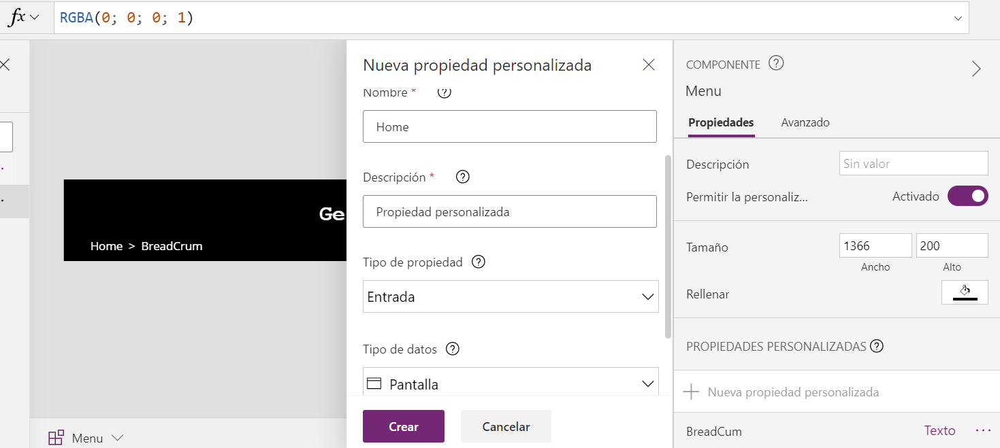 fx
RGBA(0; 0; 0; 1)
Ge
Home > BreadCrum
Menu
Nueva propiedad personalizada
Nombre *
Home
Descripción *
Propiedad personalizada
Tipo de propiedad
Entrada
Tipo de datos
Pantalla
Crear
Cancelar
COMPONENTE
Menu
Propiedades Avanzado
Descripción Sin valor
Permitir la personaliz... Activado
Tamaño 1366 200
Ancho Alto
Rellenar
PROPIEDADES PERSONALIZADAS
Nueva propiedad personalizada
BreadCum Texto ...